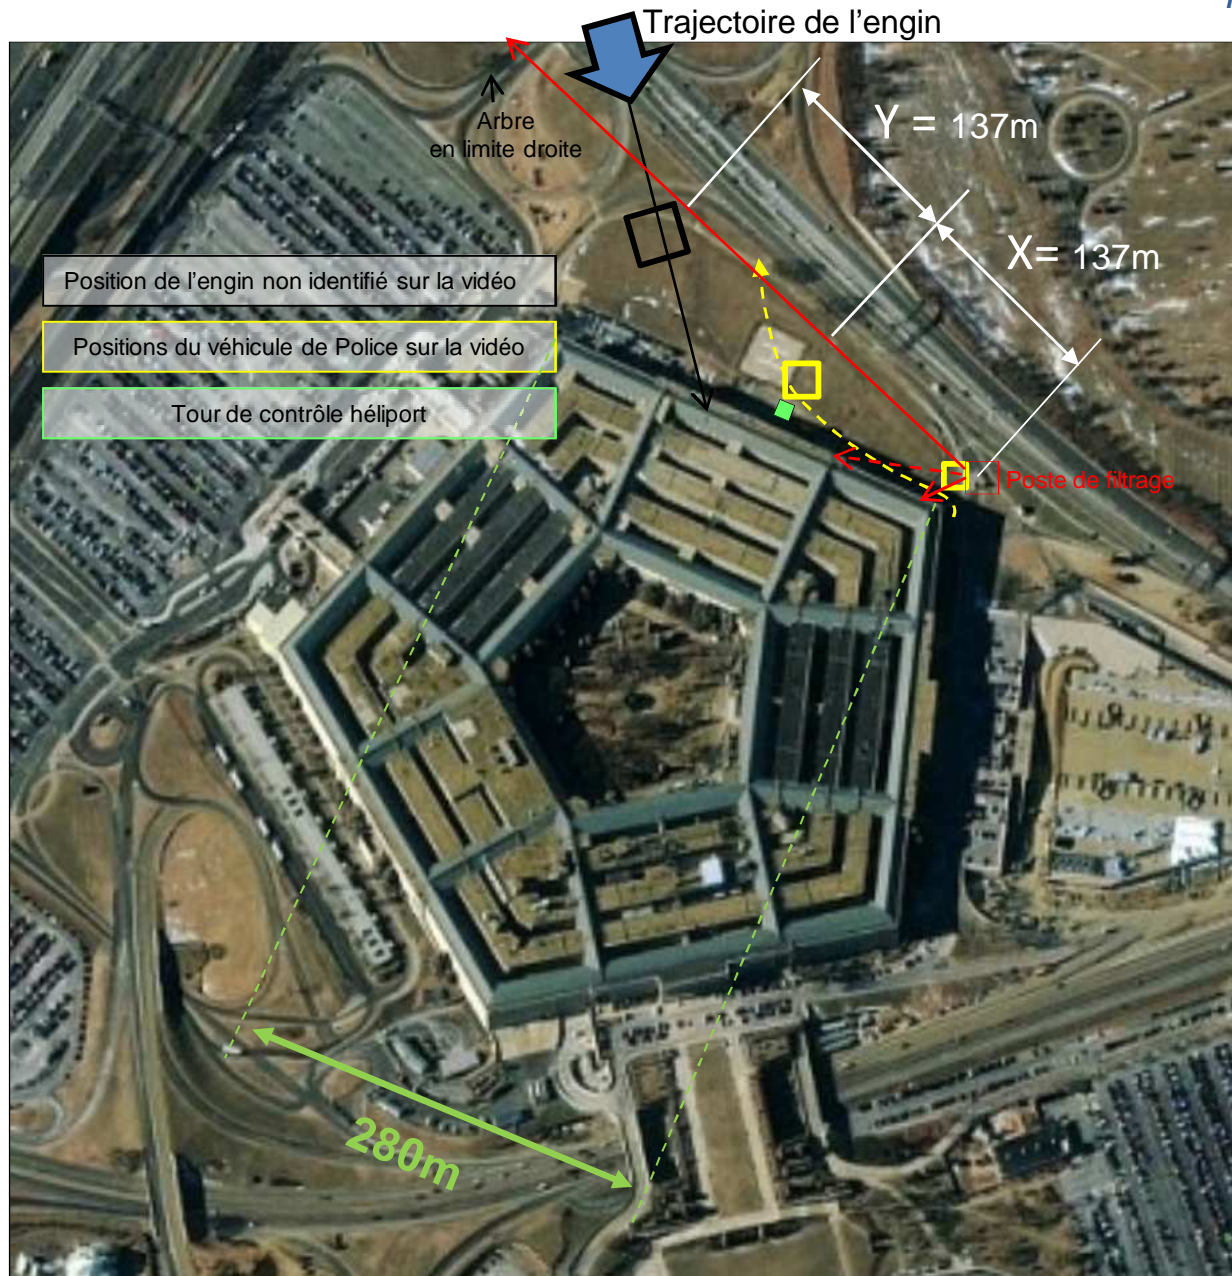 Trajectoire de l’engin
Arbre
en limite droite
Y = 137m
X= 137m
Position de l’engin non identifié sur la vidéo
Positions du véhicule de Police sur la vidéo
Tour de contrôle héliport
Poste de filtrage
280m